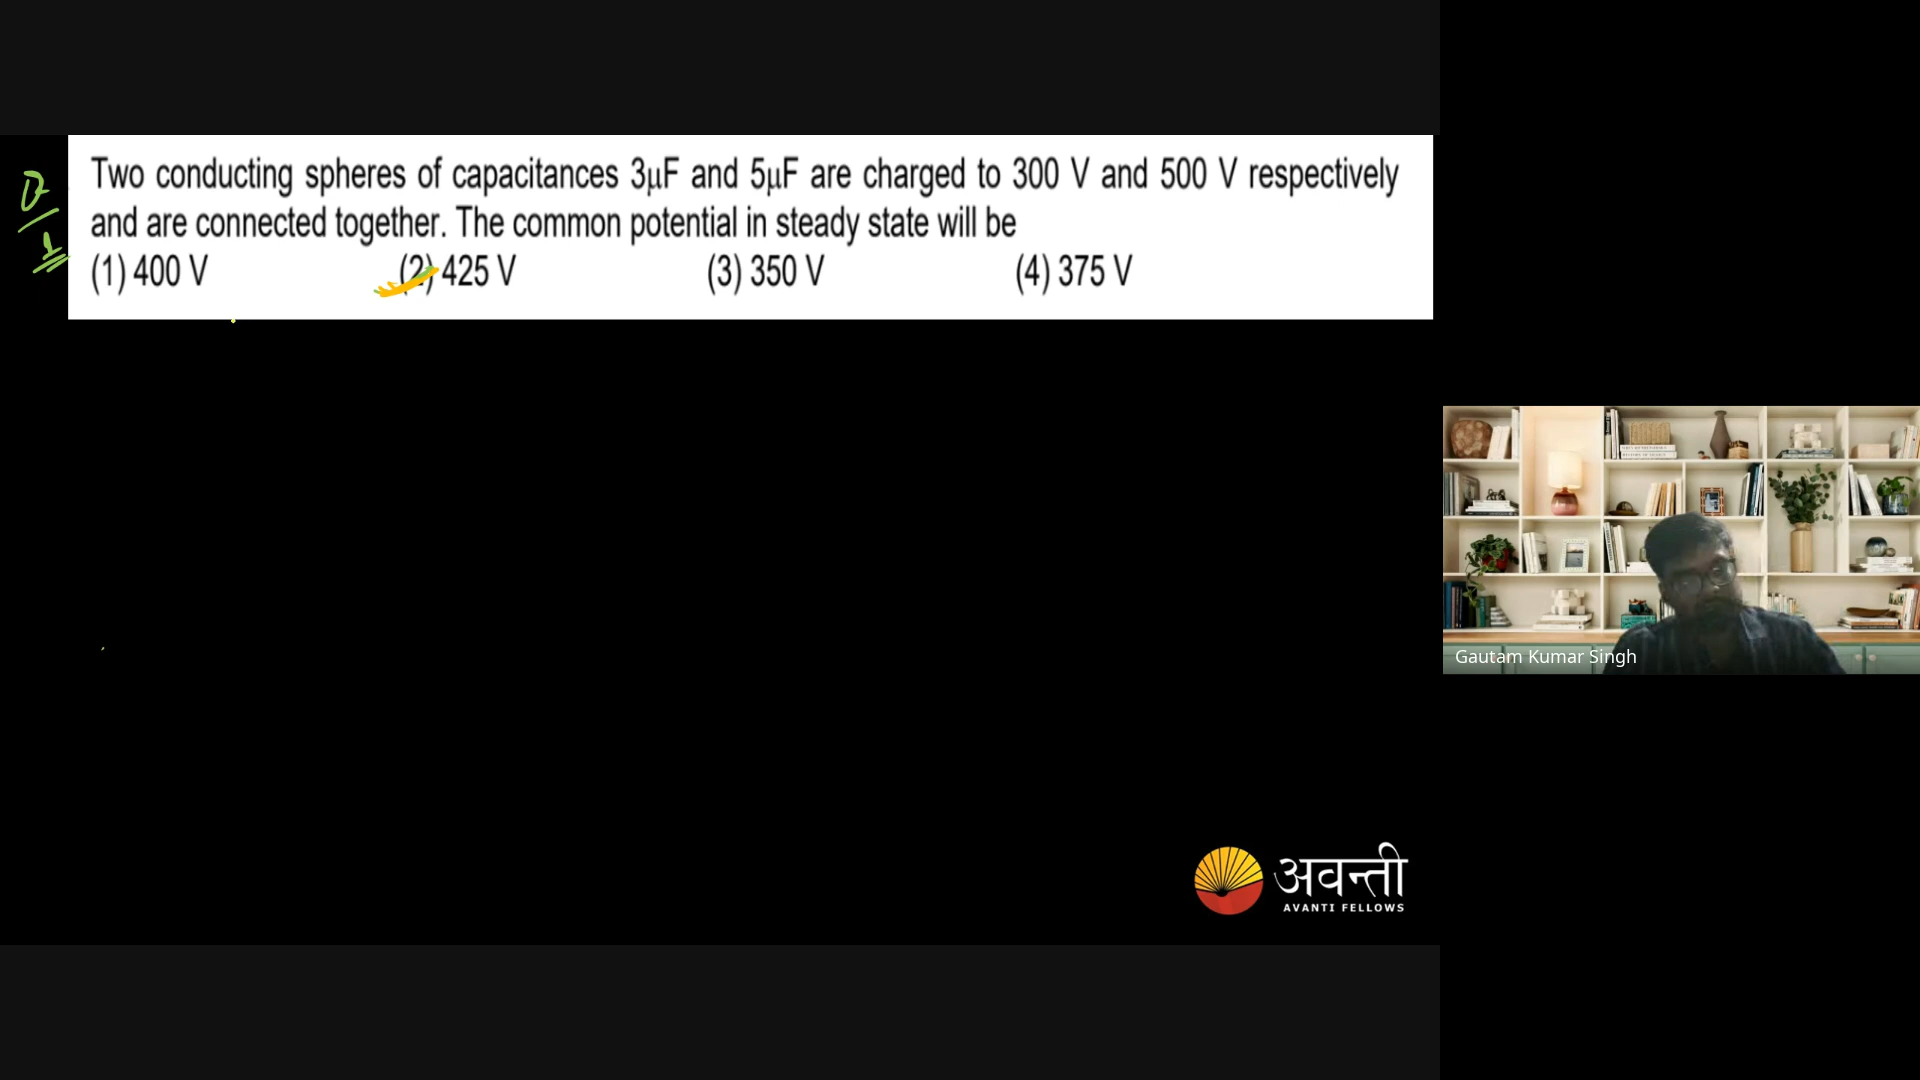 Two conducting spheres of capacitances 3μF and 5μF are charged to 300 V and 500 V respectively
and are connected together. The common potential in steady state will be
(1) 400 V (2) 425 V (3) 350 V (4) 375 V
Gautam Kumar Singh
अवन्ती
AVANTI FELLOWS